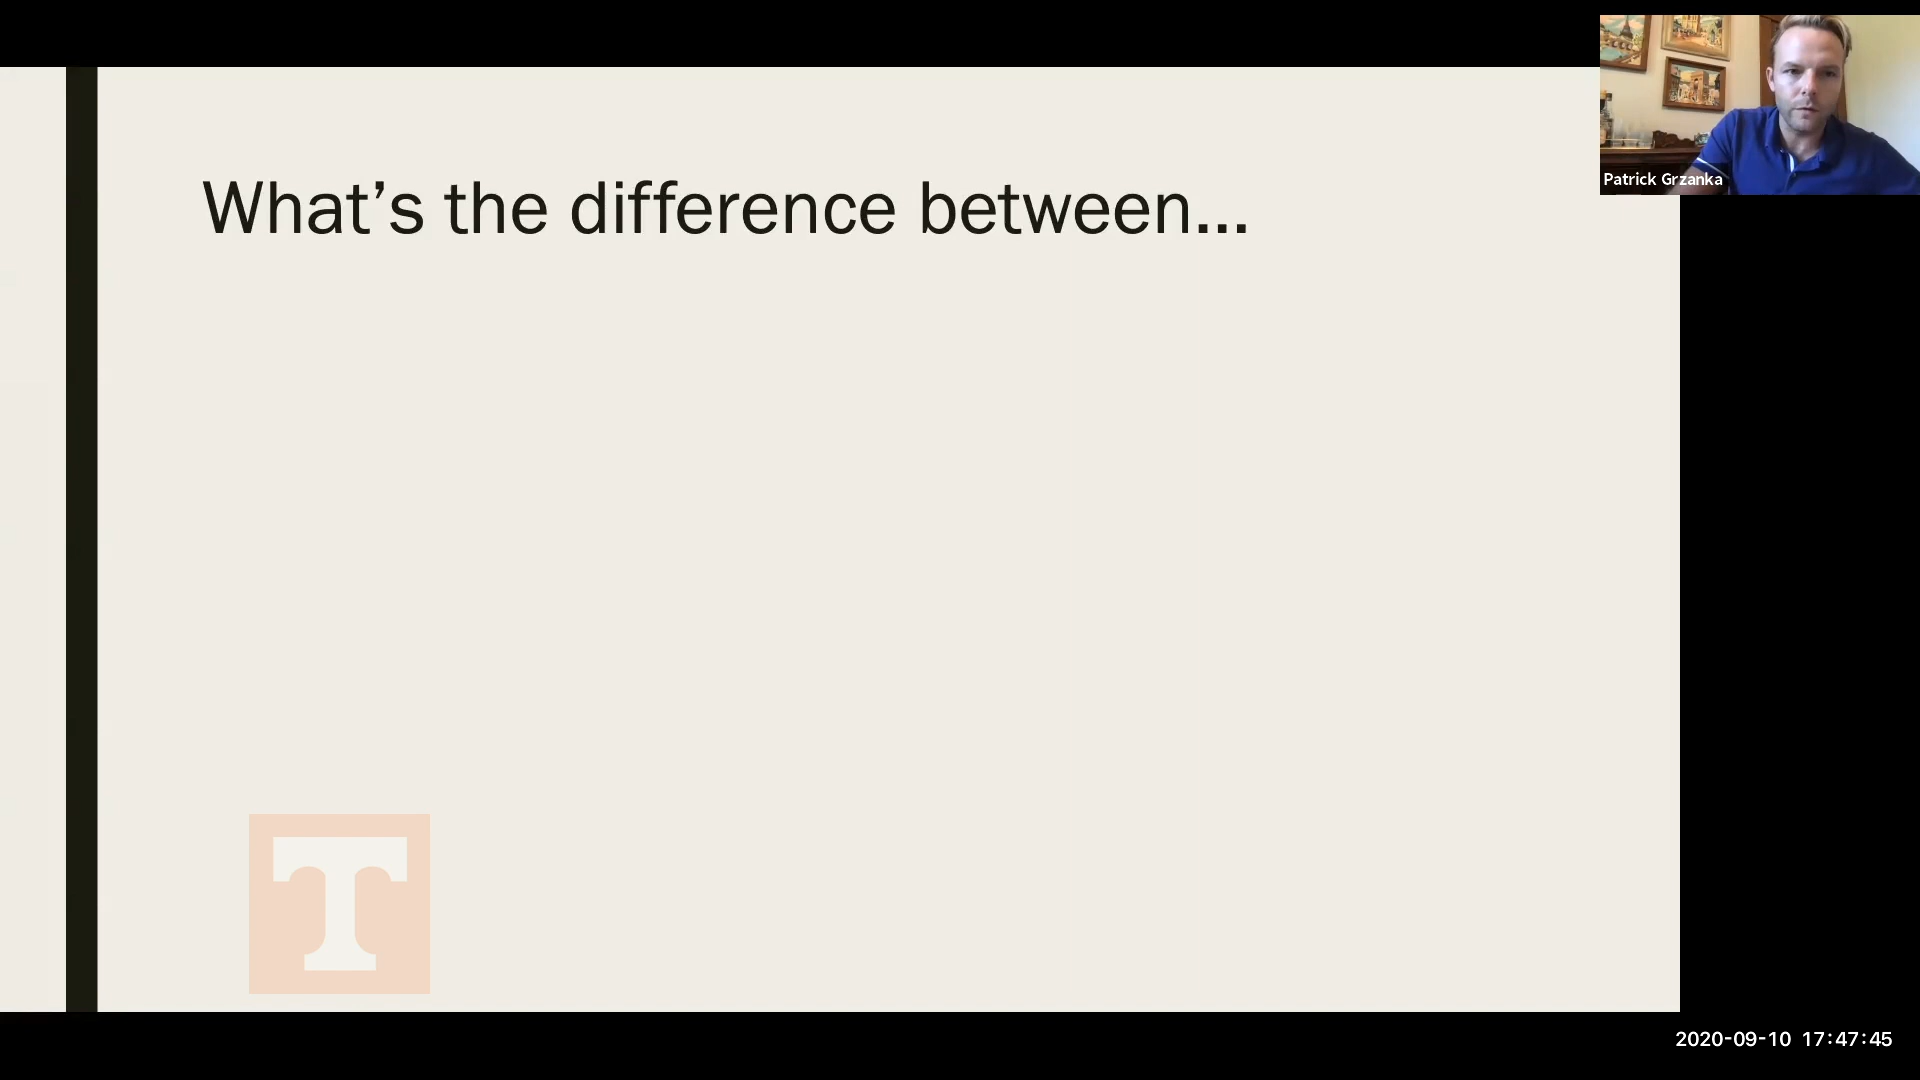 What's the difference between...
Patrick Grzanka
T
2020-09-10 17:47:45